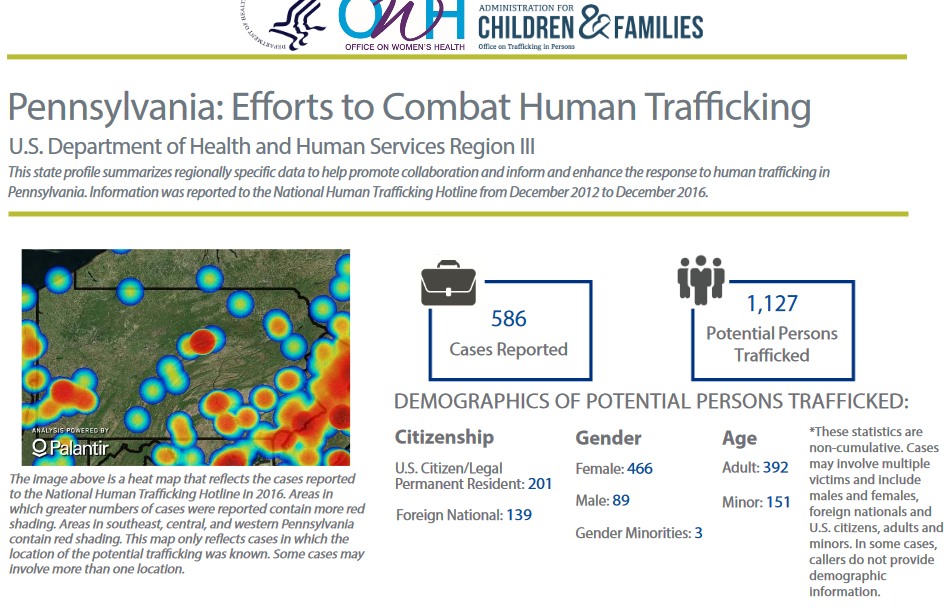 DEPARTMENT OF HEALTH
OWH
OFFICE ON WOMEN'S HEALTH
ADMINISTRATION FOR
CHILDREN & FAMILIES
Office on Trafficking in Persons
Pennsylvania: Efforts to Combat Human Trafficking
U.S. Department of Health and Human Services Region III
This state profile summarizes regionally specific data to help promote collaboration and inform and enhance the response to human trafficking in
Pennsylvania. Information was reported to the National Human Trafficking Hotline from December 2012 to December 2016.
ANALYSIS POWERED BY
Palantir
The image above is a heat map that reflects the cases reported
to the National Human Trafficking Hotline in 2016. Areas in
which greater numbers of cases were reported contain more red
shading. Areas in southeast, central, and western Pennsylvania
contain red shading. This map only reflects cases in which the
location of the potential trafficking was known. Some cases may
involve more than one location.
586
Cases Reported
1,127
Potential Persons
Trafficked
DEMOGRAPHICS OF POTENTIAL PERSONS TRAFFICKED:
Citizenship
U.S. Citizen/Legal
Permanent Resident: 201
Foreign National: 139
Gender
Female: 466
Male: 89
Gender Minorities: 3
Age
Adult: 392
Minor: 151
*These statistics are
non-cumulative. Cases
may involve multiple
victims and include
males and females,
foreign nationals and
U.S. citizens, adults and
minors. In some cases,
callers do not provide
demographic
information.